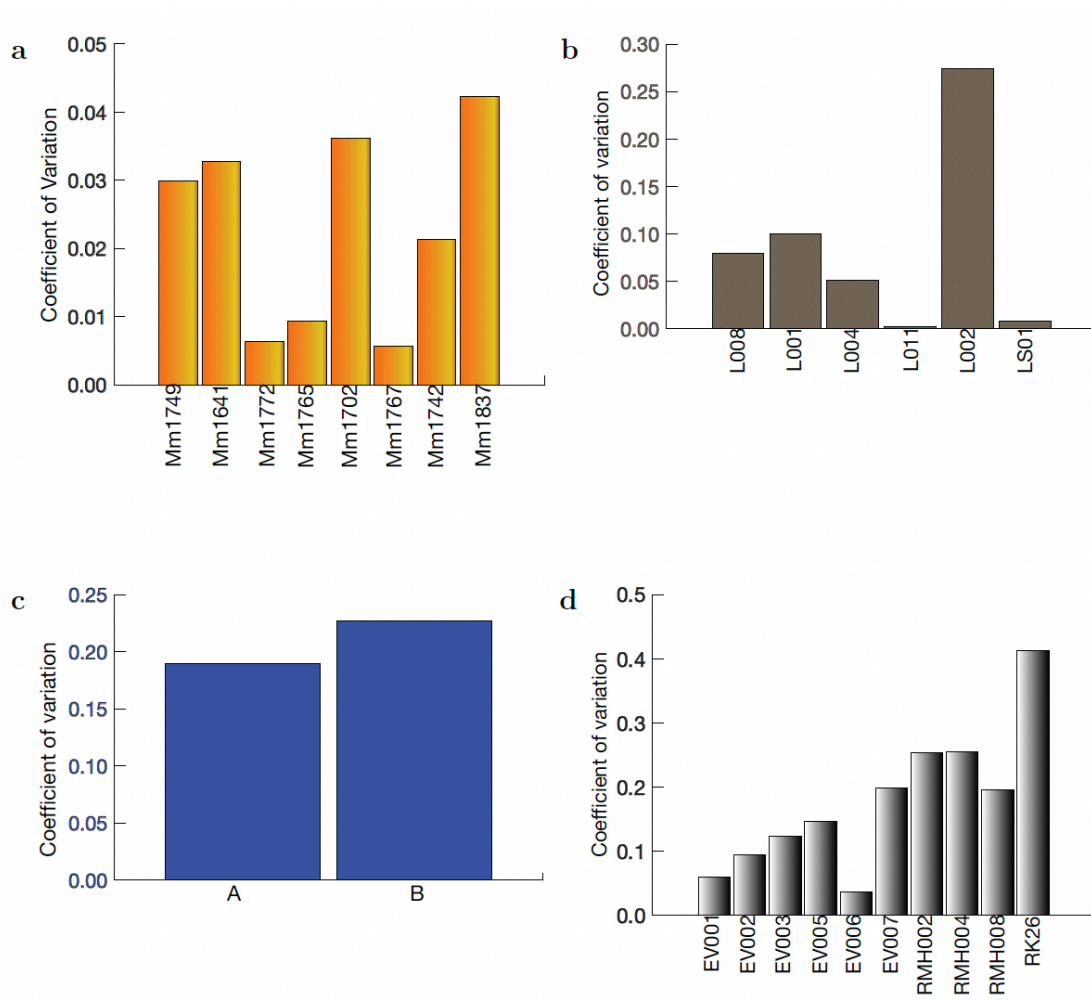 a
Coefficient of Variation
0.05
0.04
0.03
0.02
0.01
0.00
Mm1749
Mm1641
Mm1772
Mm1765
Mm1702
Mm1767
Mm1742
Mm1837
b
Coefficient of variation
0.30
0.25
0.20
0.15
0.10
0.05
0.00
L008
L001
L004
L011
L002
LS01
c
Coefficient of variation
0.25
0.20
0.15
0.10
0.05
0.00
A
B
d
Coefficient of variation
0.5
0.4
0.3
0.2
0.1
0.0
EV001
EV002
EV003
EV005
EV006
EV007
RMH002
RMH004
RMH008
RK26